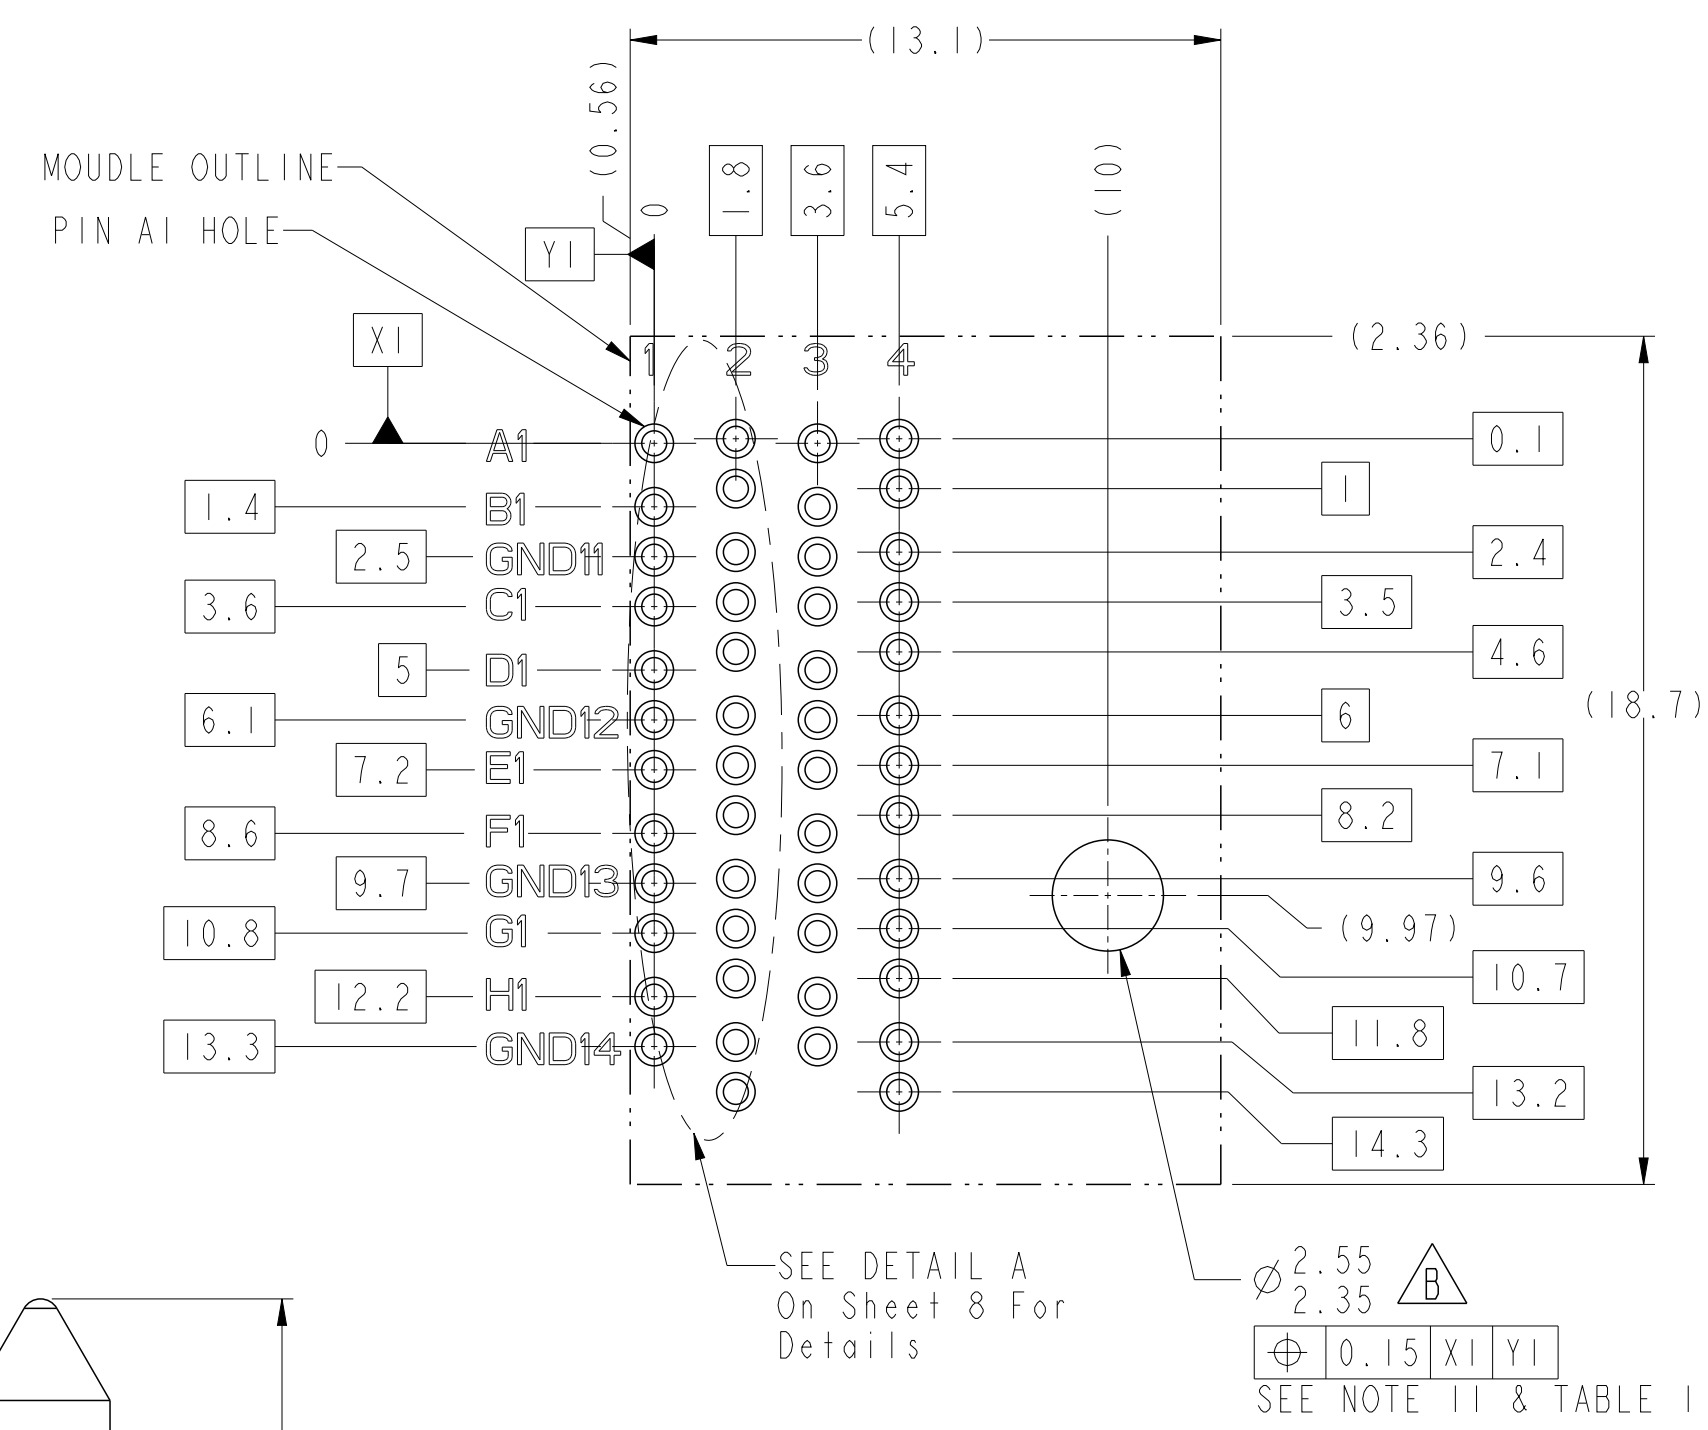 (13.1)
(0.56)
MOUDLE OUTLINE
PIN A1 HOLE
0
1.8
3.6
5.4
(10)
Y1
X1
(2.36)
1 2 3 4
0 A1
0.1
1.4 B1
1
2.5 GND11
2.4
3.6 C1
3.5
5 D1
4.6
(18.7)
6.1 GND12
6
7.2 E1
7.1
8.6 F1
8.2
9.7 GND13
9.6
10.8 G1
(9.97)
12.2 H1
10.7
13.3 GND14
11.8
13.2
14.3
SEE DETAIL A
On Sheet 8 For
Details
⌀ 2.55
2.35
B
⌖ 0.15 X1 Y1
SEE NOTE 11 & TABLE 1